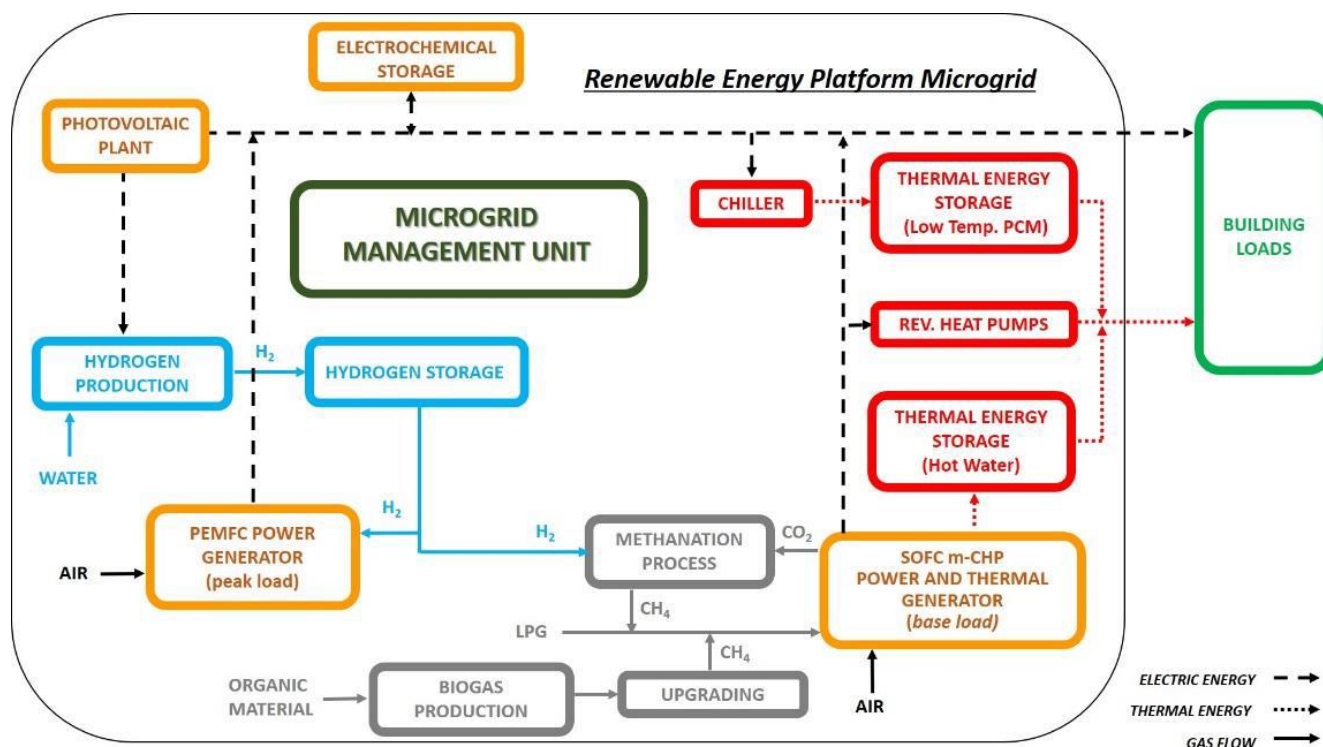 ELECTROCHEMICAL
STORAGE
Renewable Energy Platform Microgrid
PHOTOVOLTAIC
PLANT
MICROGRID
MANAGEMENT UNIT
CHILLER
THERMAL ENERGY
STORAGE
(Low Temp. PCM)
BUILDING
LOADS
REV. HEAT PUMPS
HYDROGEN
PRODUCTION
H₂
HYDROGEN STORAGE
THERMAL ENERGY
STORAGE
(Hot Water)
WATER
PEMFC POWER
GENERATOR
(peak load)
AIR
H₂
H₂
METHANATION
PROCESS
CO₂
SOFC m-CHP
POWER AND THERMAL
GENERATOR
(base load)
CH₄
LPG
CH₄
ORGANIC
MATERIAL
BIOGAS
PRODUCTION
UPGRADING
AIR
ELECTRIC ENERGY
THERMAL ENERGY
GAS FLOW